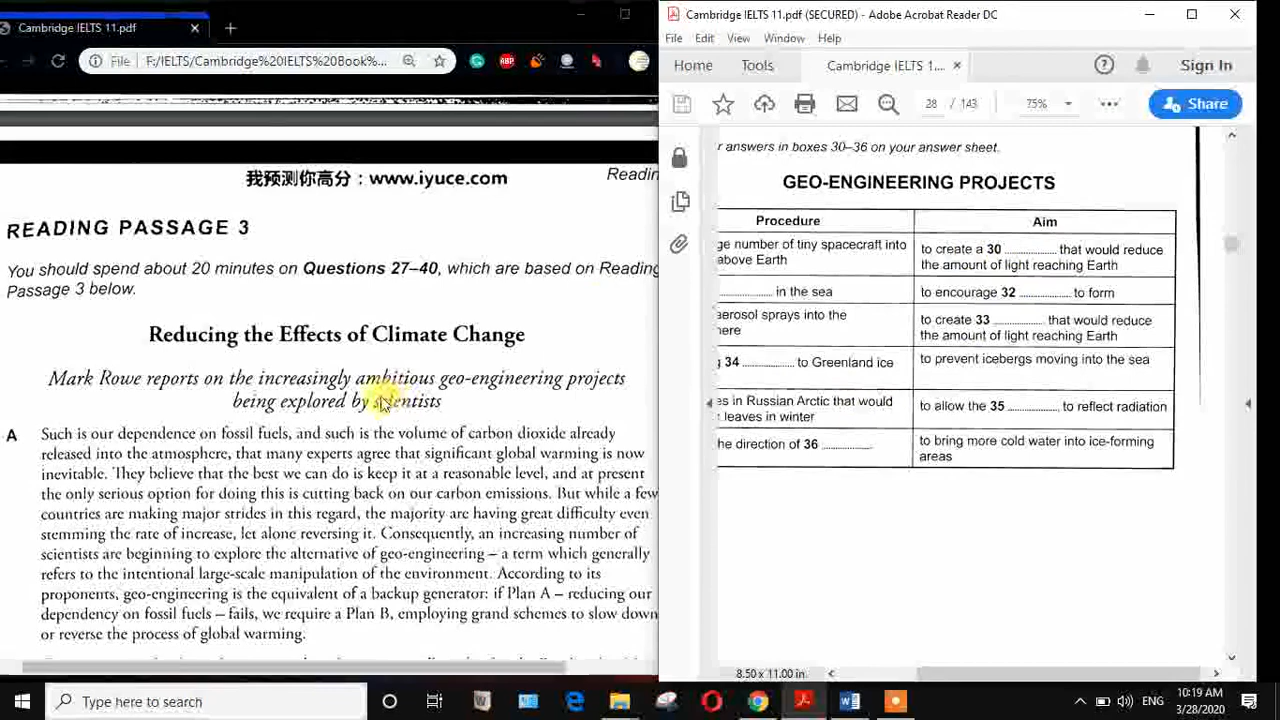 Cambridge IELTS 11.pdf
File
F:/IELTS/Cambridge%20IELTS%20Book%...
ABP
我预测你高分：www.iyuce.com
Readin
READING PASSAGE 3
You should spend about 20 minutes on Questions 27–40, which are based on Reading
Passage 3 below.
Reducing the Effects of Climate Change
Mark Rowe reports on the increasingly ambitious geo-engineering projects
being explored by scientists
A Such is our dependence on fossil fuels, and such is the volume of carbon dioxide already
released into the atmosphere, that many experts agree that significant global warming is now
inevitable. They believe that the best we can do is keep it at a reasonable level, and at present
the only serious option for doing this is cutting back on our carbon emissions. But while a few
countries are making major strides in this regard, the majority are having great difficulty even
stemming the rate of increase, let alone reversing it. Consequently, an increasing number of
scientists are beginning to explore the alternative of geo-engineering – a term which generally
refers to the intentional large-scale manipulation of the environment. According to its
proponents, geo-engineering is the equivalent of a backup generator: if Plan A – reducing our
dependency on fossil fuels – fails, we require a Plan B, employing grand schemes to slow down
or reverse the process of global warming.
Cambridge IELTS 11.pdf (SECURED) - Adobe Acrobat Reader DC
File Edit View Window Help
Home Tools Cambridge IELTS 1... Sign In
28 / 143 75% Share
r answers in boxes 30–36 on your answer sheet.
GEO-ENGINEERING PROJECTS
Procedure Aim
ge number of tiny spacecraft into
above Earth
to create a 30 ............ that would reduce
the amount of light reaching Earth
............ in the sea
to encourage 32 ............ to form
aerosol sprays into the
here
to create 33 ............ that would reduce
the amount of light reaching Earth
g 34 ............ to Greenland ice
to prevent icebergs moving into the sea
es in Russian Arctic that would
leaves in winter
to allow the 35 ............ to reflect radiation
he direction of 36 ............
to bring more cold water into ice-forming
areas
8.50 x 11.00 in
Type here to search
ENG
10:19 AM
3/28/2020